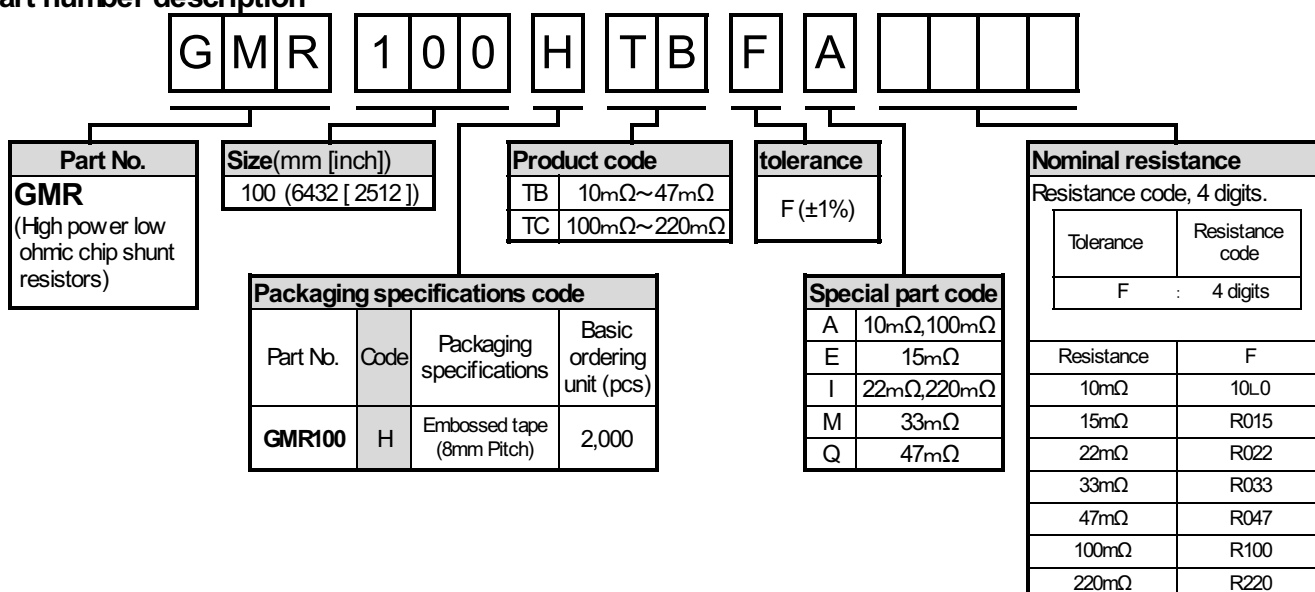 art number description
GMR 100 H TB F A
Part No.
GMR
(High power low
ohmic chip shunt
resistors)
Size(mm [inch])
100 (6432 [ 2512 ])
Product code
TB 10mΩ~47mΩ
TC 100mΩ~220mΩ
tolerance
F (±1%)
Nominal resistance
Resistance code, 4 digits.
Tolerance Resistance
code
F : 4 digits
Resistance F
10mΩ 10L0
15mΩ R015
22mΩ R022
33mΩ R033
47mΩ R047
100mΩ R100
220mΩ R220
Packaging specifications code
Part No. Code Packaging
specifications Basic
ordering
unit (pcs)
GMR100 H Embossed tape
(8mm Pitch) 2,000
Special part code
A 10mΩ,100mΩ
E 15mΩ
I 22mΩ,220mΩ
M 33mΩ
Q 47mΩ